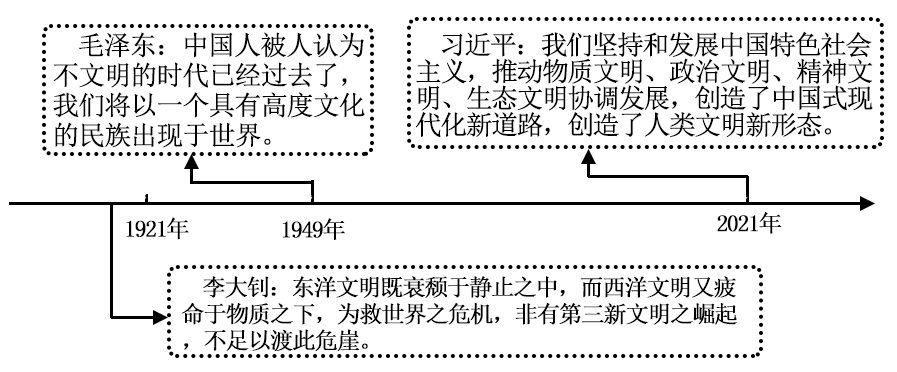 毛泽东：中国人被人认为
不文明的时代已经过去了，
我们将以一个具有高度文化
的民族出现于世界。
习近平：我们坚持和发展中国特色社会
主义，推动物质文明、政治文明、精神文
明、生态文明协调发展，创造了中国式现
代化新道路，创造了人类文明新形态。
1921年
1949年
2021年
李大钊：东洋文明既衰颓于静止之中，而西洋文明又疲
命于物质之下，为救世界之危机，非有第三新文明之崛起
，不足以渡此危崖。